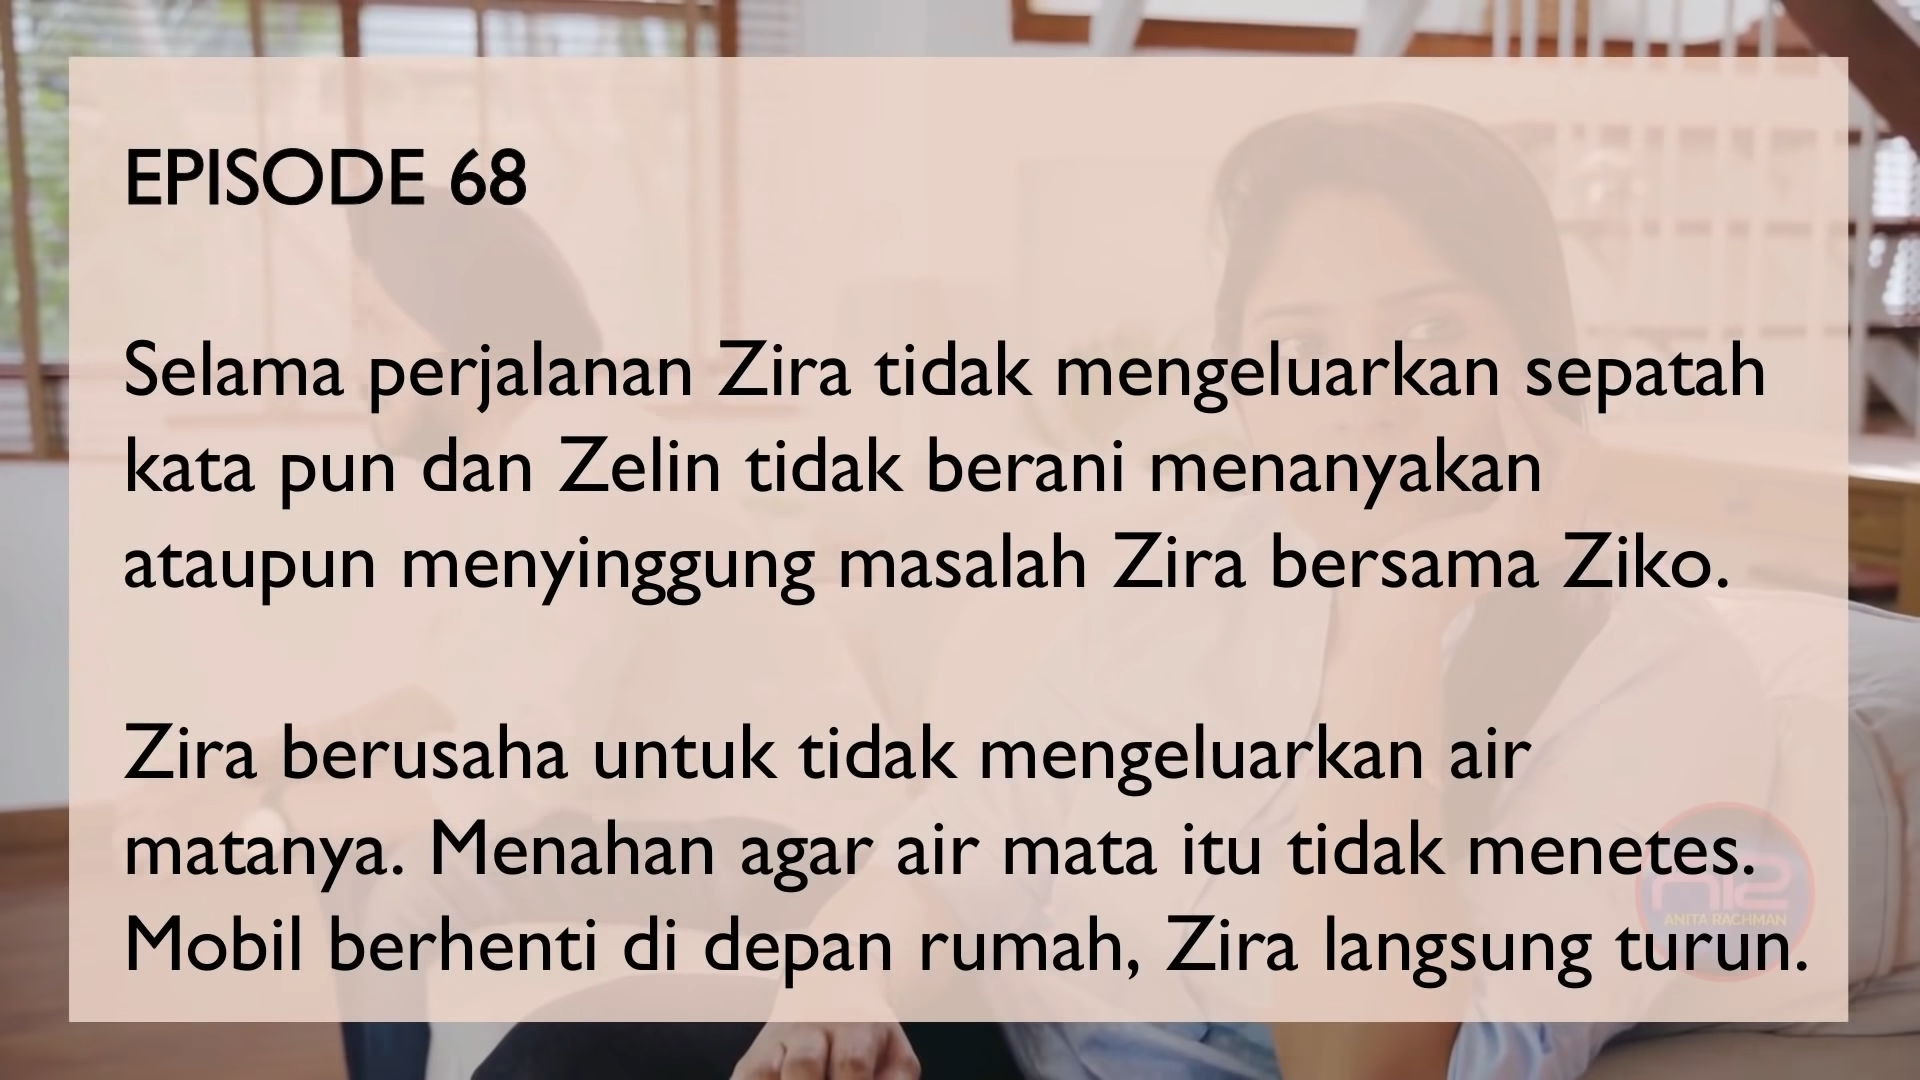 EPISODE 68
Selama perjalanan Zira tidak mengeluarkan sepatah
kata pun dan Zelin tidak berani menanyakan
ataupun menyinggung masalah Zira bersama Ziko.
Zira berusaha untuk tidak mengeluarkan air
matanya. Menahan agar air mata itu tidak menetes.
Mobil berhenti di depan rumah, Zira langsung turun.
ANITA RACHMAN